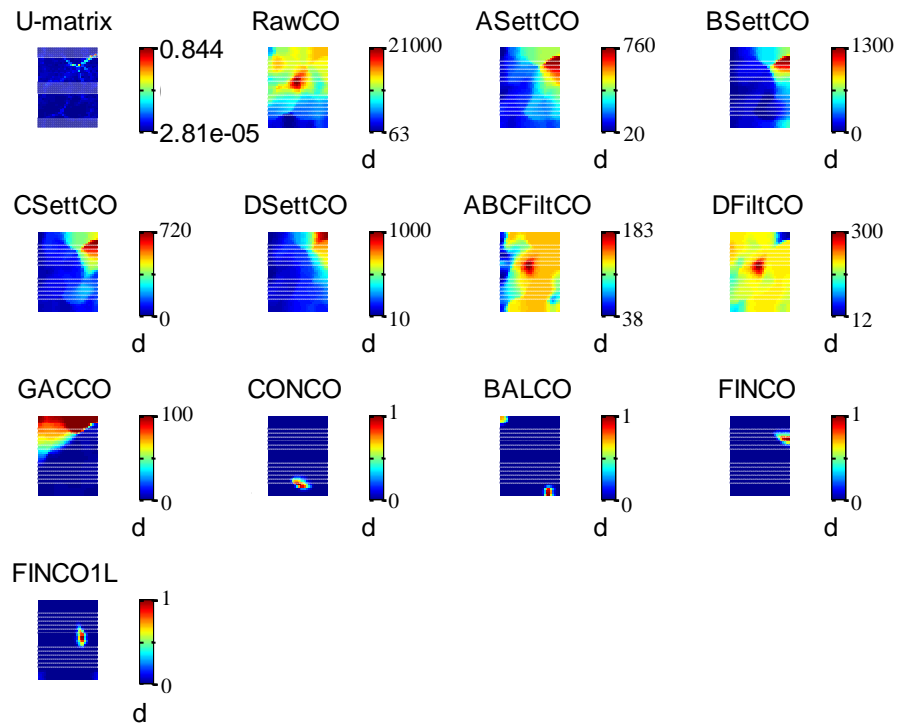 U-matrix
0.844
2.81e-05
RawCO
21000
63
d
ASettCO
760
20
d
BSettCO
1300
0
d
CSettCO
720
0
d
DSettCO
1000
10
d
ABCFiltCO
183
38
d
DFiltCO
300
12
d
GACCO
100
0
d
CONCO
1
0
d
BALCO
1
0
d
FINCO
1
0
d
FINCO1L
1
0
d